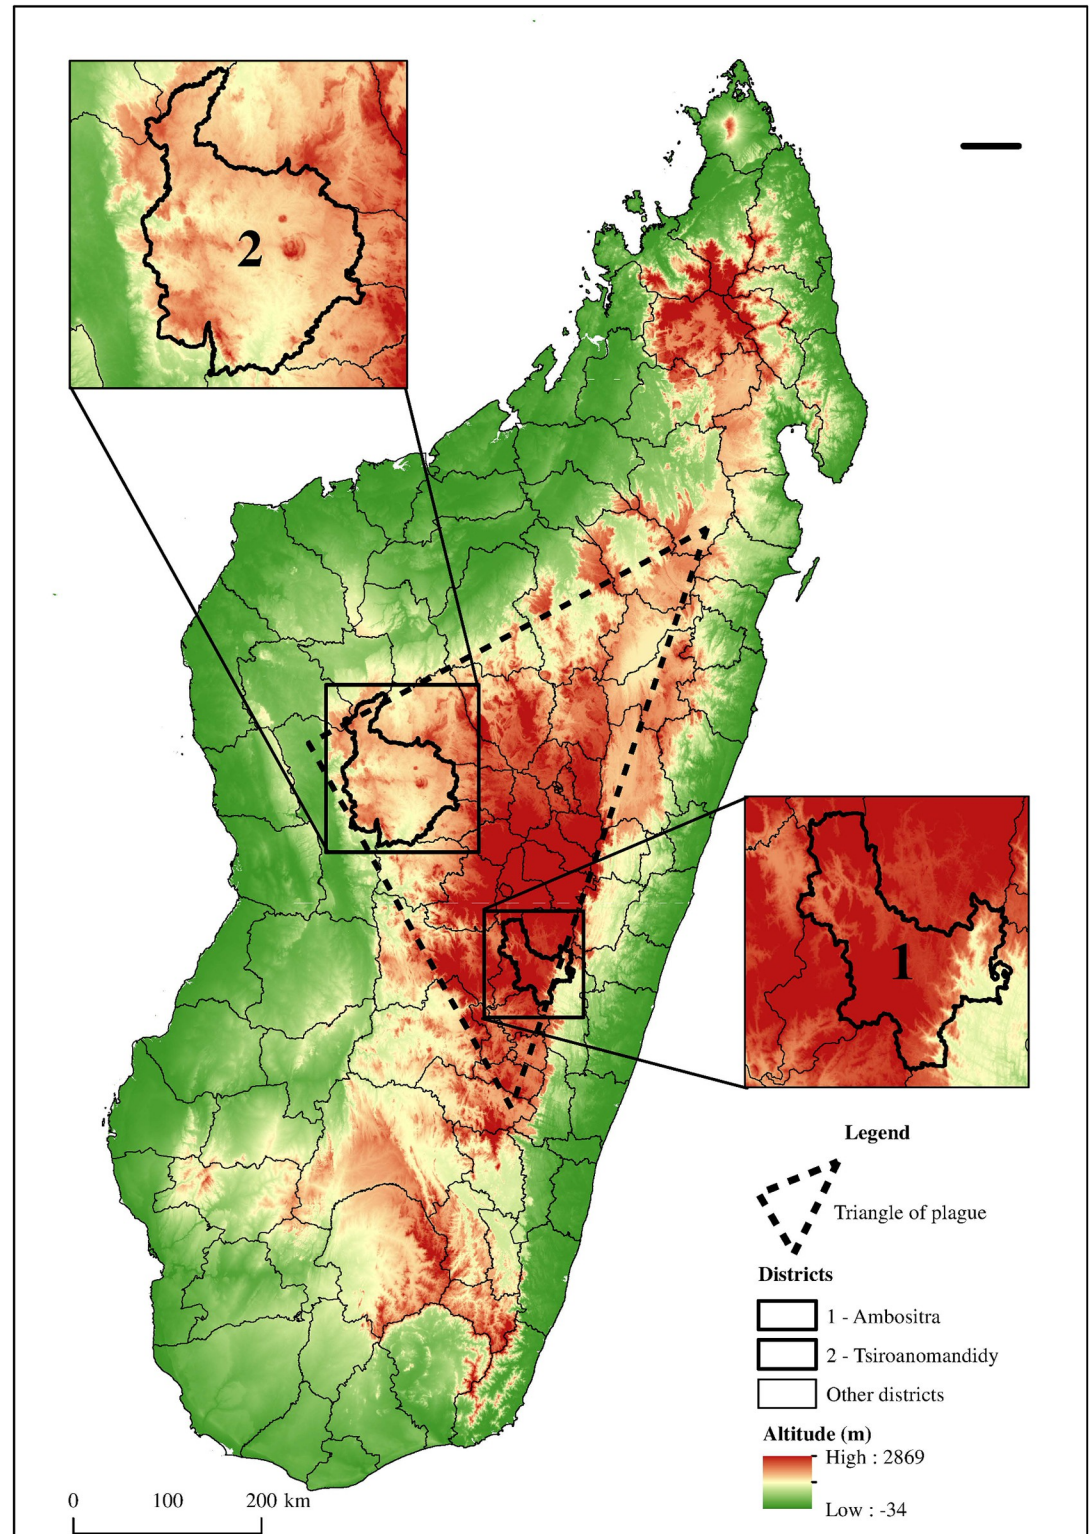 2
1
Legend
Triangle of plague
Districts
1 - Ambositra
2 - Tsiroanomandidy
Other districts
Altitude (m)
High : 2869
Low : -34
0 100 200 km